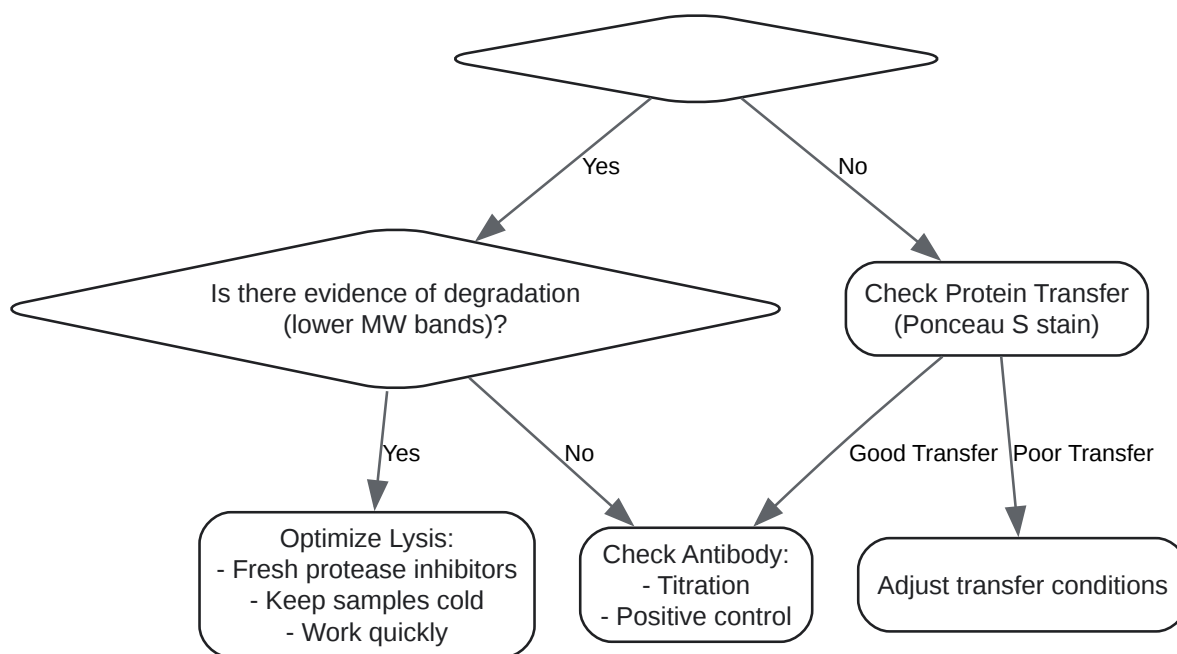 Yes
No
Is there evidence of degradation
(lower MW bands)?
Check Protein Transfer
(Ponceau S stain)
Yes
No
Good Transfer
Poor Transfer
Optimize Lysis:
- Fresh protease inhibitors
- Keep samples cold
- Work quickly
Check Antibody:
- Titration
- Positive control
Adjust transfer conditions